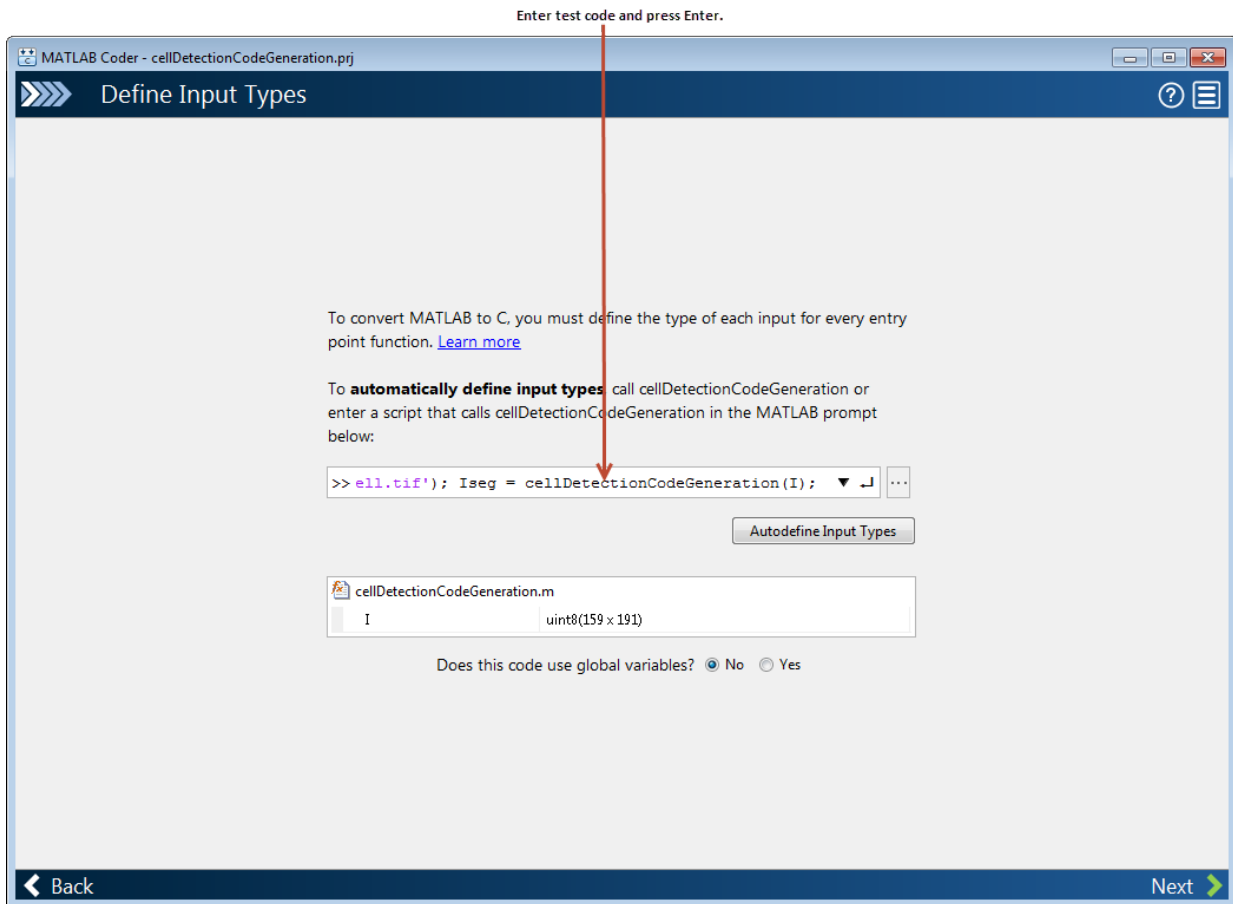 Enter test code and press Enter.
MATLAB Coder - cellDetectionCodeGeneration.prj
Define Input Types
To convert MATLAB to C, you must define the type of each input for every entry
point function. Learn more
To automatically define input types, call cellDetectionCodeGeneration or
enter a script that calls cellDetectionCodeGeneration in the MATLAB prompt
below:
>> ell.tif'); Iseg = cellDetectionCodeGeneration(I);
...
Autodefine Input Types
cellDetectionCodeGeneration.m
I uint8(159 x 191)
Does this code use global variables? No Yes
Back Next